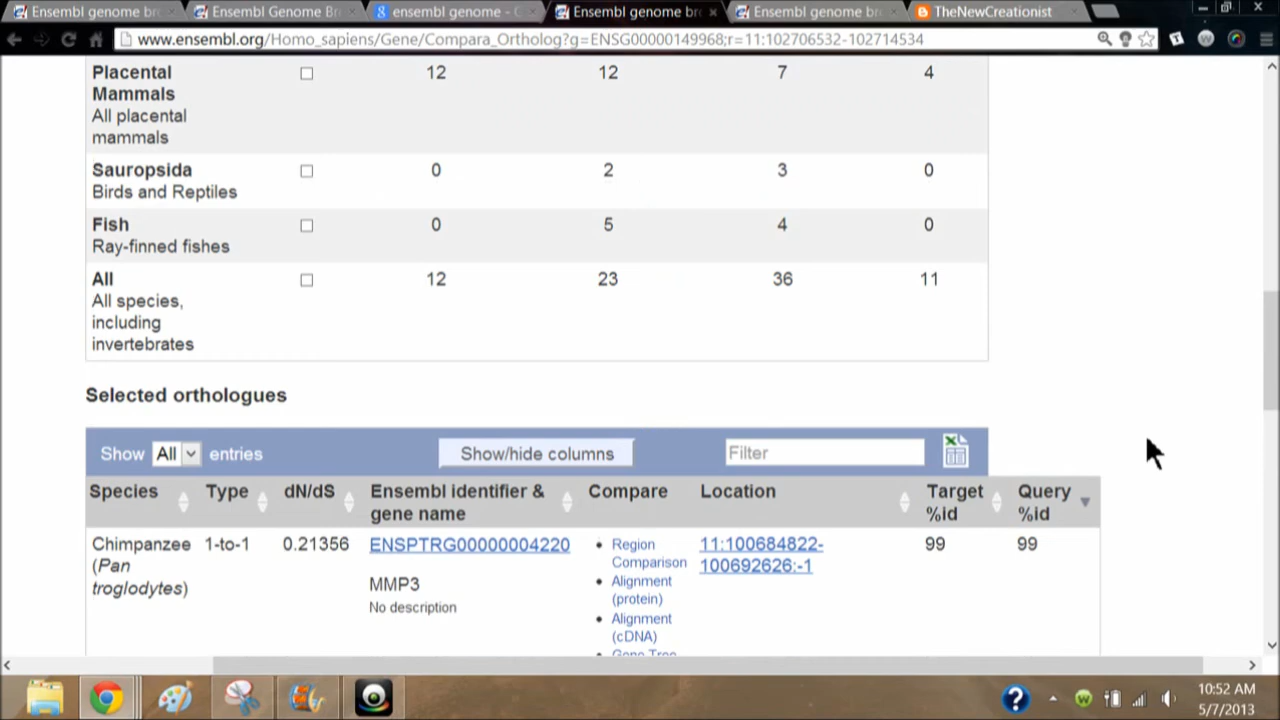 Ensembl genome br
Ensembl Genome Br
ensembl genome - G
Ensembl genome br
Ensembl genome br
TheNewCreationist
www.ensembl.org/Homo_sapiens/Gene/Compara_Ortholog?g=ENSG00000149968;r=11:102706532-102714534
Placental 12 12 7 4
Mammals
All placental
mammals
Sauropsida 0 2 3 0
Birds and Reptiles
Fish 0 5 4 0
Ray-finned fishes
All 12 23 36 11
All species,
including
invertebrates
Selected orthologues
Show All entries Show/hide columns Filter
Species Type dN/dS Ensembl identifier & Compare Location Target Query
gene name %id %id
Chimpanzee 1-to-1 0.21356 ENSPTRG00000004220 Region 11:100684822- 99 99
(Pan Comparison 100692626:-1
troglodytes) MMP3 Alignment
No description (protein)
Alignment
(cDNA)
Gene Tree
10:52 AM
5/7/2013